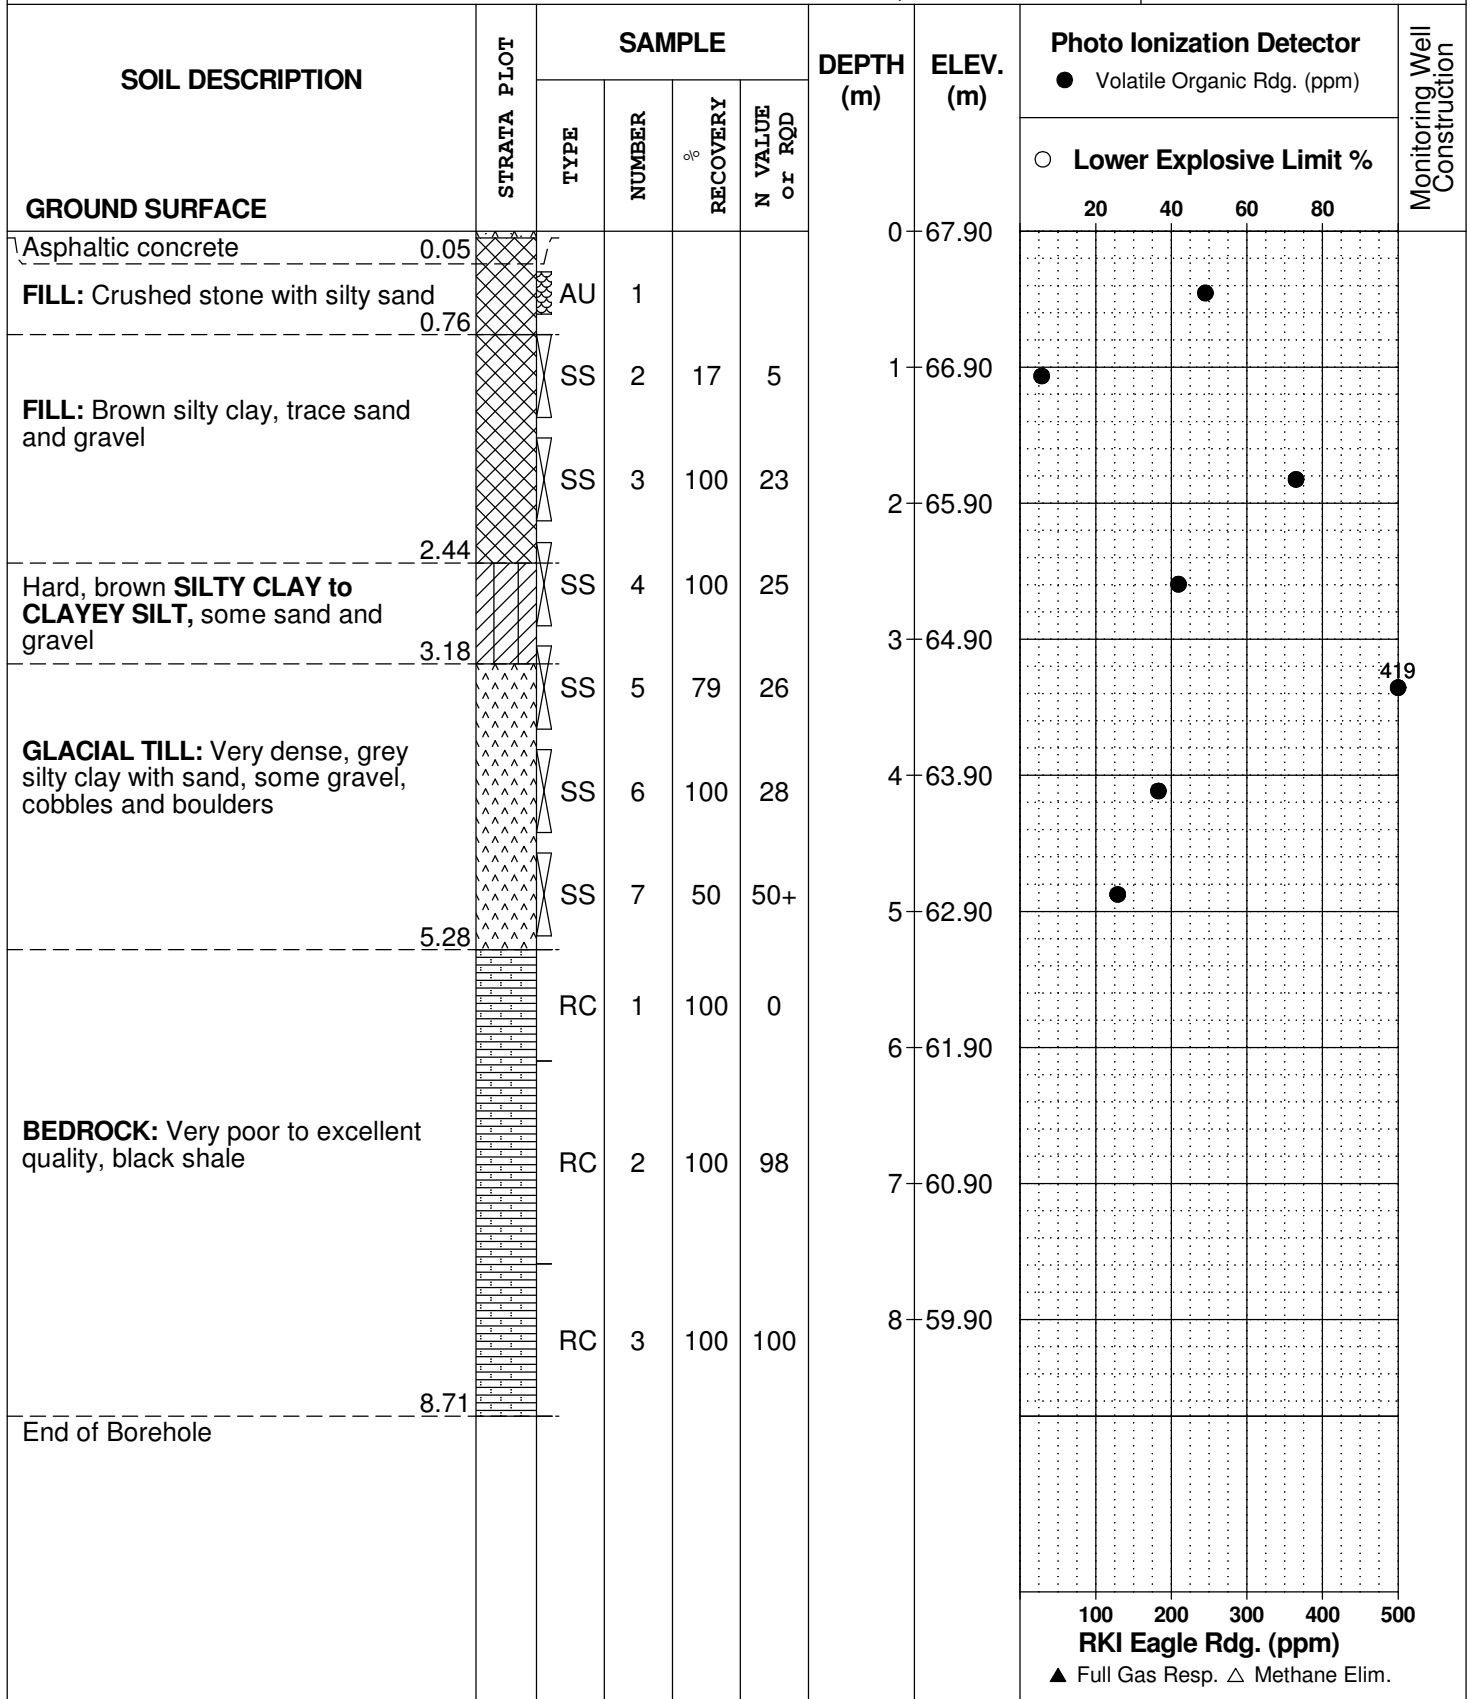 SOIL DESCRIPTION
GROUND SURFACE
STRATA PLOT
SAMPLE
TYPE
NUMBER
% RECOVERY
N VALUE or RQD
DEPTH (m)
ELEV. (m)
Photo Ionization Detector
● Volatile Organic Rdg. (ppm)
○ Lower Explosive Limit %
20 40 60 80
Monitoring Well Construction
0 67.90
Asphaltic concrete 0.05
FILL: Crushed stone with silty sand
0.76
AU 1
SS 2 17 5
1 66.90
FILL: Brown silty clay, trace sand
and gravel
SS 3 100 23
2 65.90
2.44
Hard, brown SILTY CLAY to
CLAYEY SILT, some sand and
gravel
3.18
SS 4 100 25
3 64.90
419
SS 5 79 26
GLACIAL TILL: Very dense, grey
silty clay with sand, some gravel,
cobbles and boulders
4 63.90
SS 6 100 28
SS 7 50 50+
5 62.90
5.28
RC 1 100 0
6 61.90
BEDROCK: Very poor to excellent
quality, black shale
RC 2 100 98
7 60.90
8 59.90
RC 3 100 100
8.71
End of Borehole
100 200 300 400 500
RKI Eagle Rdg. (ppm)
▲ Full Gas Resp. △ Methane Elim.